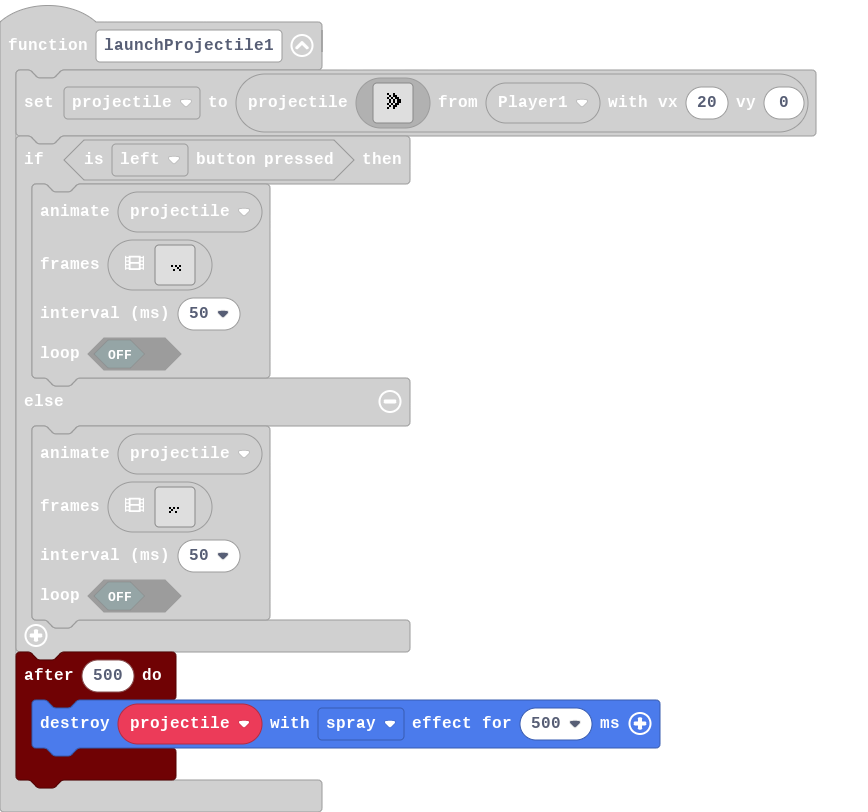 function launchProjectile1
set projectile to projectile from Player1 with vx 20 vy 0
if is left button pressed then
animate projectile
frames
interval (ms) 50
loop OFF
else
animate projectile
frames
interval (ms) 50
loop OFF
after 500 do
destroy projectile with spray effect for 500 ms